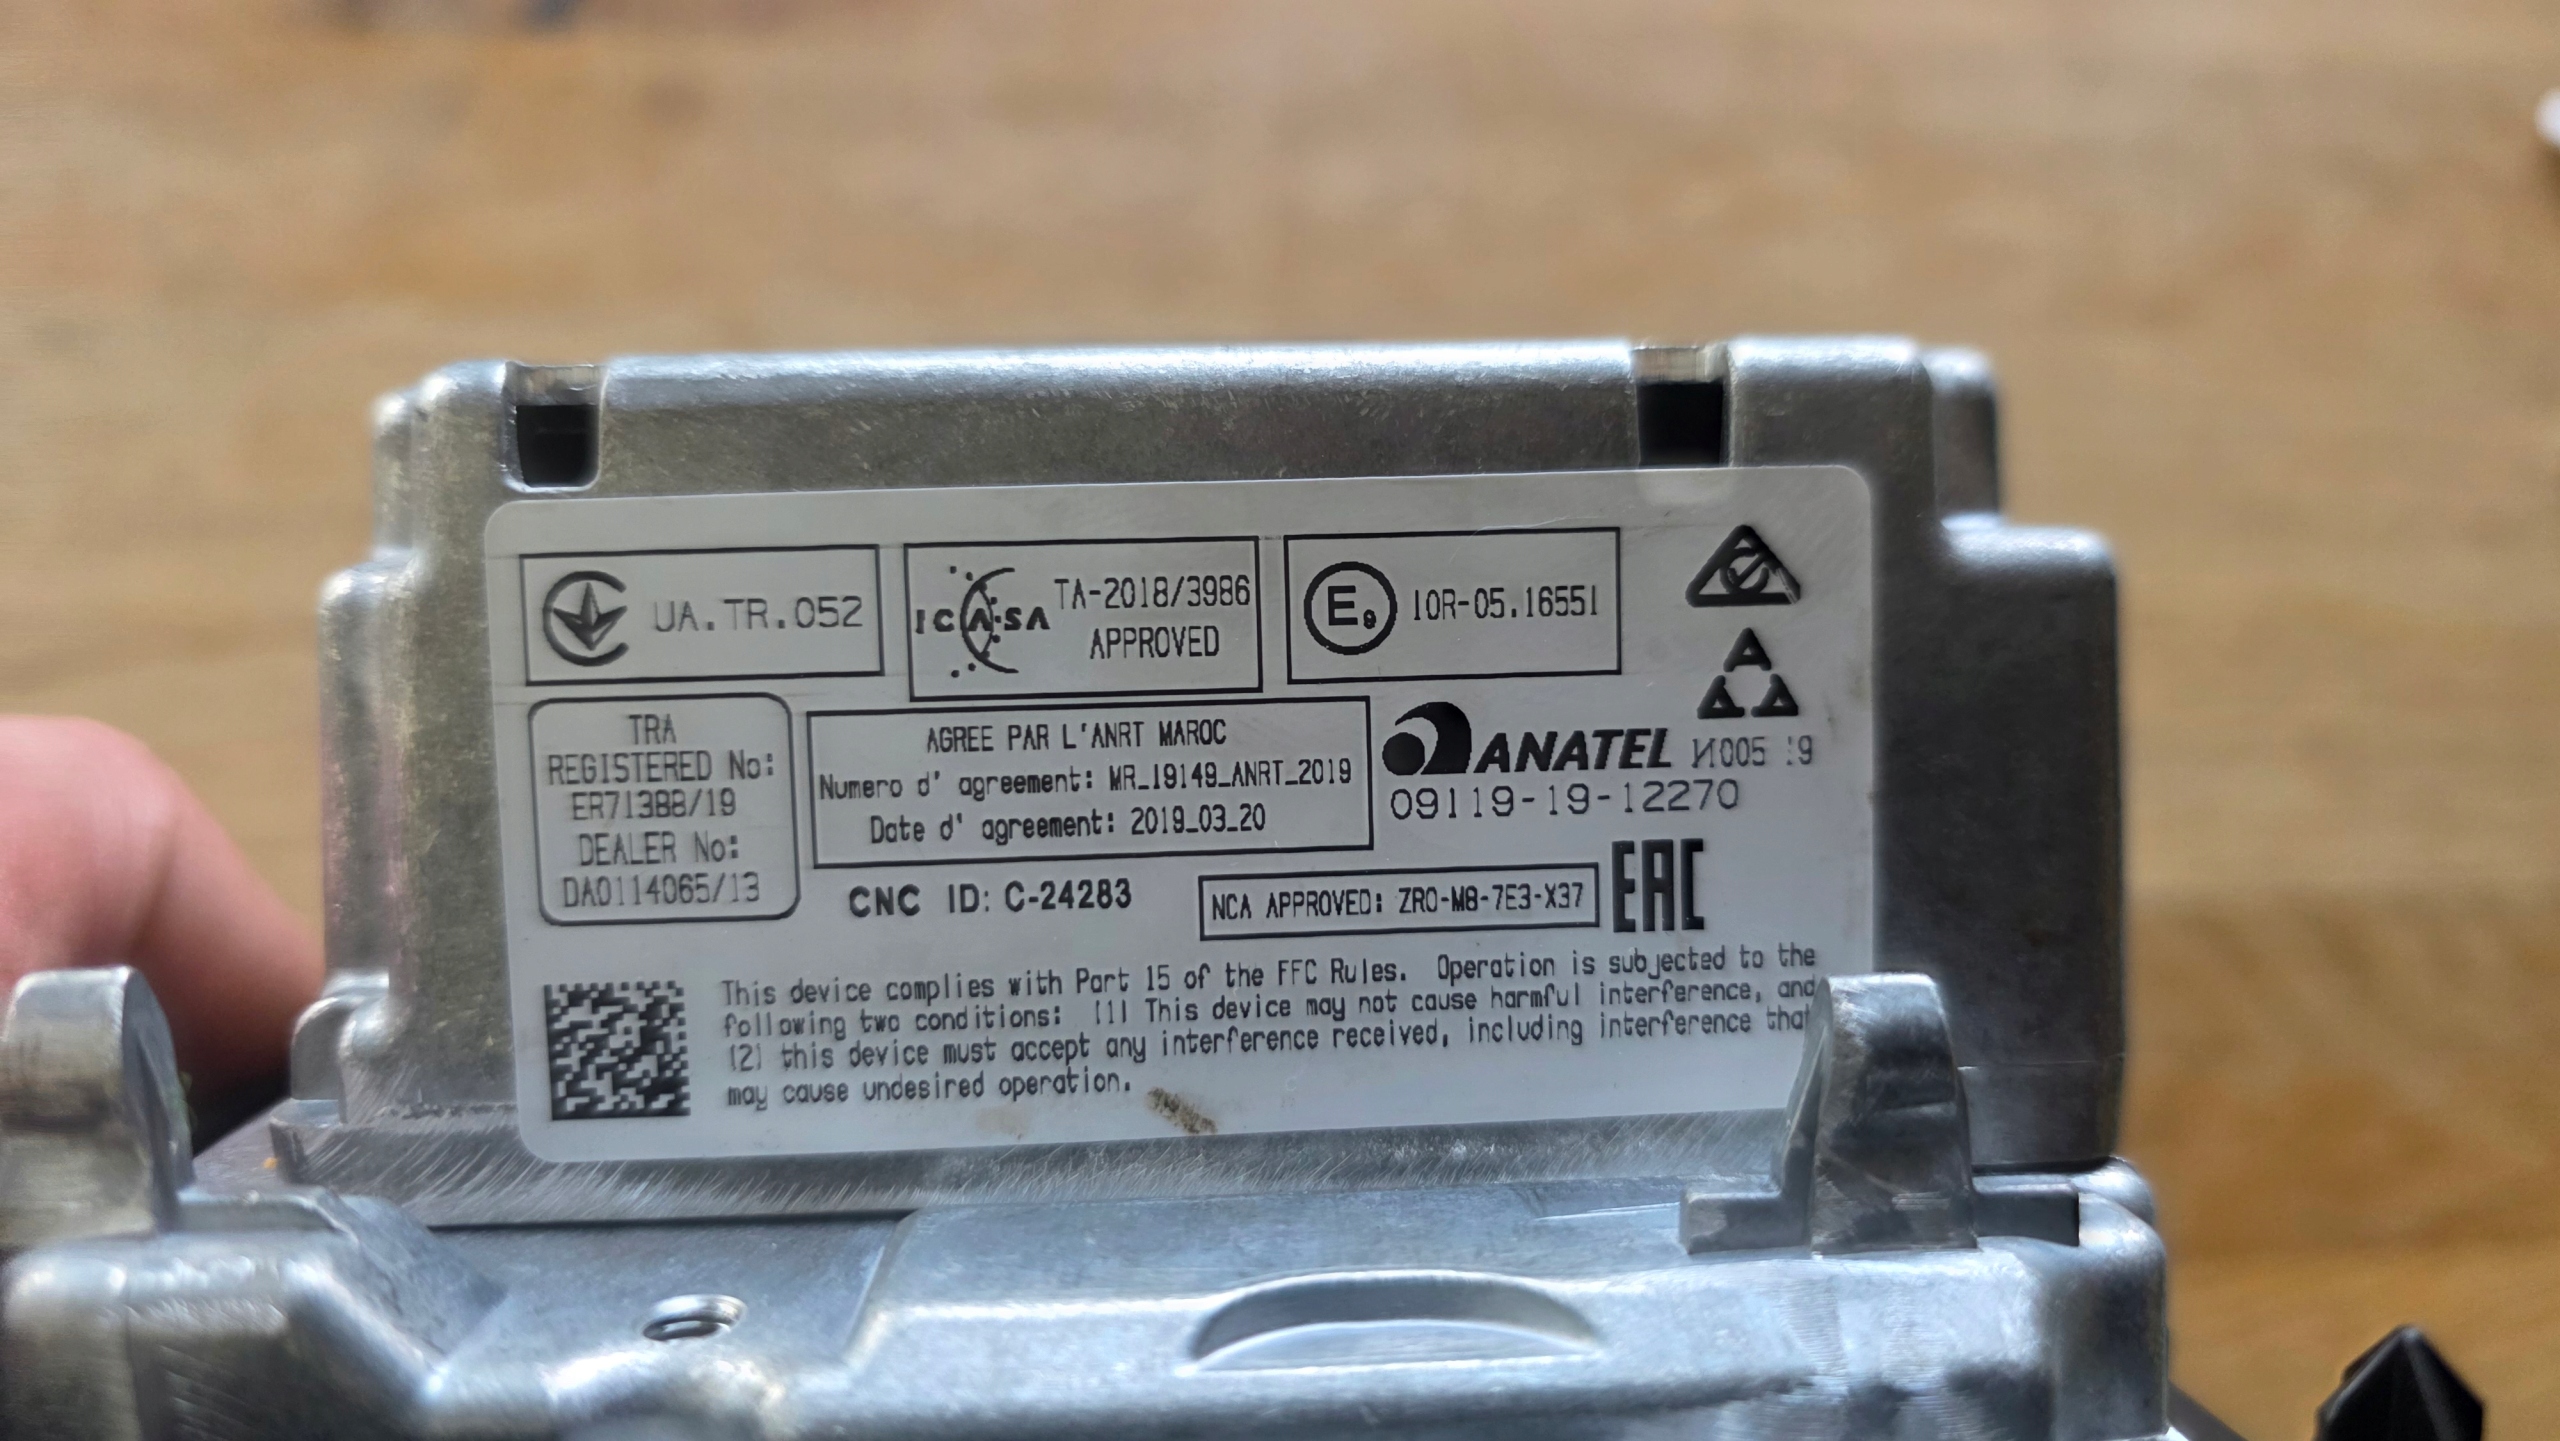 UA.TR.052
ICASA TA-2018/3986
APPROVED
E9 10R-05.16551
TRA
REGISTERED No:
ER71388/19
DEALER No:
DA0114065/13
AGREE PAR L'ANRT MAROC
Numero d' agreement: MR_19149_ANRT_2019
Date d' agreement: 2019_03_20
ANATEL
09119-19-12270
CNC ID: C-24283
NCA APPROVED: ZRO-M8-7E3-X37
EAC
This device complies with Part 15 of the FFC Rules. Operation is subjected to the
following two conditions: (1) This device may not cause harmful interference, and
(2) this device must accept any interference received, including interference that
may cause undesired operation.